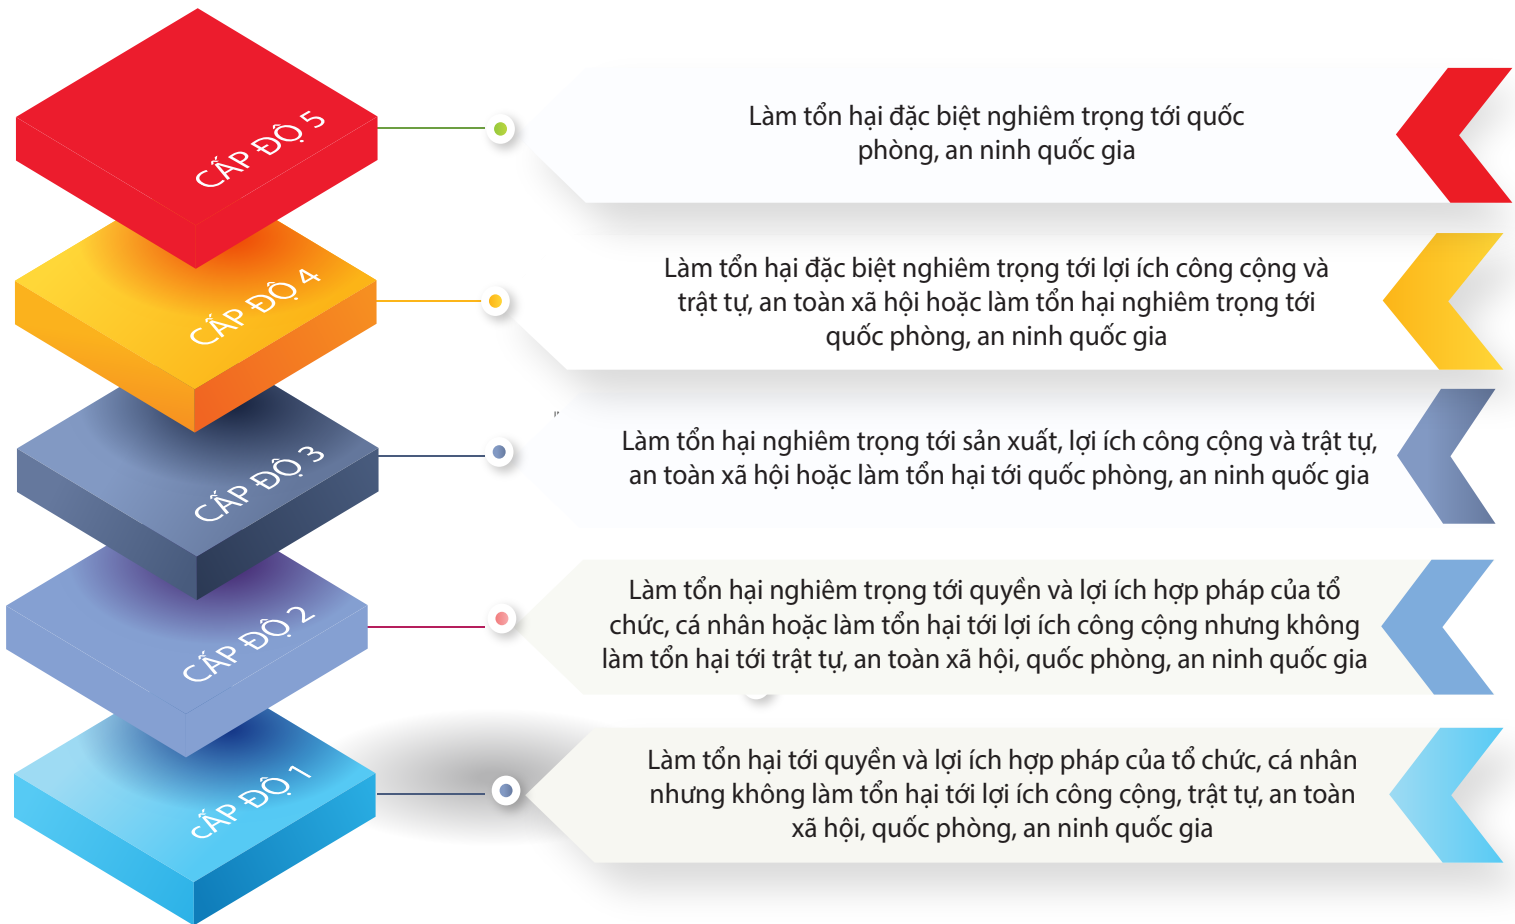 CẤP ĐỘ 5
Làm tổn hại đặc biệt nghiêm trọng tới quốc
phòng, an ninh quốc gia
CẤP ĐỘ 4
Làm tổn hại đặc biệt nghiêm trọng tới lợi ích công cộng và
trật tự, an toàn xã hội hoặc làm tổn hại nghiêm trọng tới
quốc phòng, an ninh quốc gia
CẤP ĐỘ 3
Làm tổn hại nghiêm trọng tới sản xuất, lợi ích công cộng và trật tự,
an toàn xã hội hoặc làm tổn hại tới quốc phòng, an ninh quốc gia
CẤP ĐỘ 2
Làm tổn hại nghiêm trọng tới quyền và lợi ích hợp pháp của tổ
chức, cá nhân hoặc làm tổn hại tới lợi ích công cộng nhưng không
làm tổn hại tới trật tự, an toàn xã hội, quốc phòng, an ninh quốc gia
CẤP ĐỘ 1
Làm tổn hại tới quyền và lợi ích hợp pháp của tổ chức, cá nhân
nhưng không làm tổn hại tới lợi ích công cộng, trật tự, an toàn
xã hội, quốc phòng, an ninh quốc gia